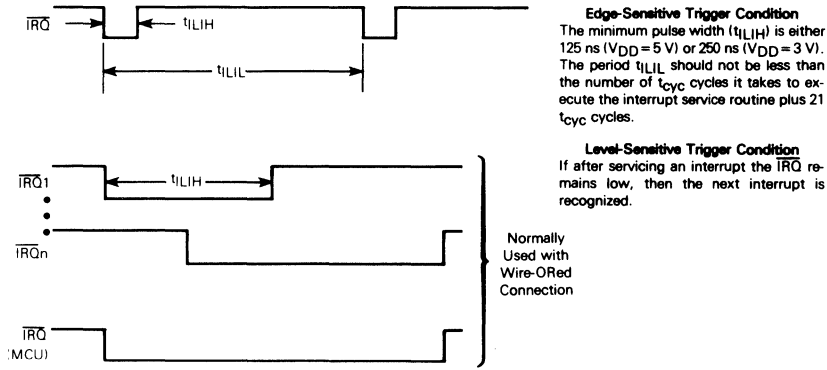 IRQ
tILIH
tILIL
Edge-Sensitive Trigger Condition
The minimum pulse width (tILIH) is either
125 ns (VDD = 5 V) or 250 ns (VDD = 3 V).
The period tILIL should not be less than
the number of tcyc cycles it takes to ex-
ecute the interrupt service routine plus 21
tcyc cycles.
Level-Sensitive Trigger Condition
If after servicing an interrupt the IRQ re-
mains low, then the next interrupt is
recognized.
IRQ1
tILIH
IRQn
Normally
Used with
Wire-ORed
Connection
IRQ
(MCU)